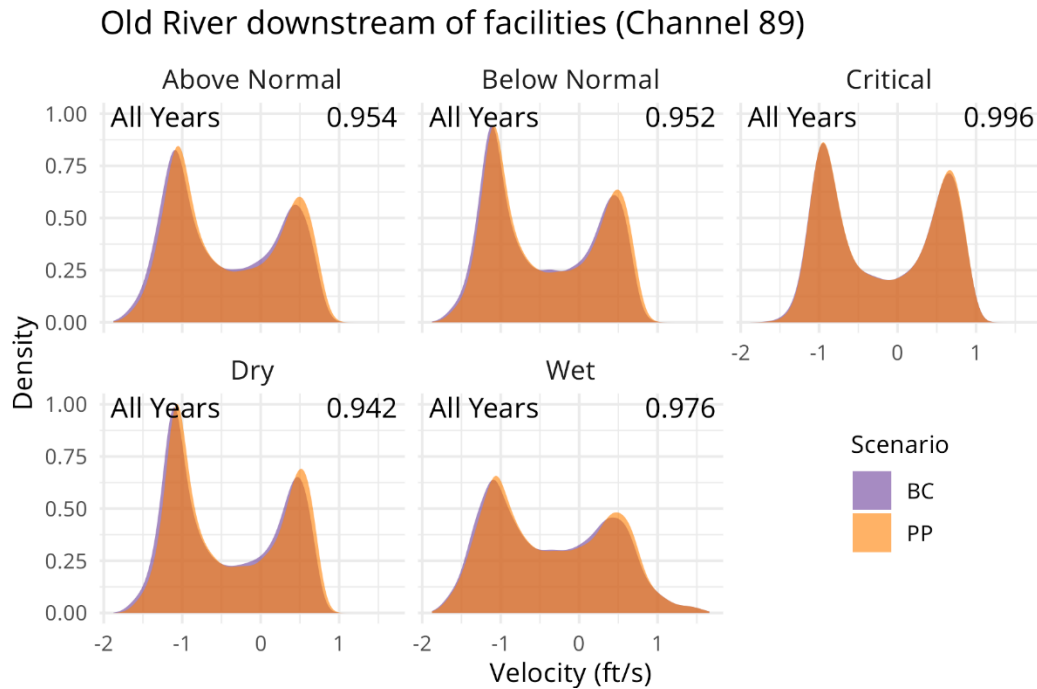 Old River downstream of facilities (Channel 89)
Above Normal
Below Normal
Critical
All Years 0.954
All Years 0.952
All Years 0.996
1.00
0.75
0.50
0.25
0.00
-2 -1 0 1
Density
Dry
Wet
All Years 0.942
All Years 0.976
1.00
0.75
0.50
0.25
0.00
-2 -1 0 1
-2 -1 0 1
Velocity (ft/s)
Scenario
BC
PP